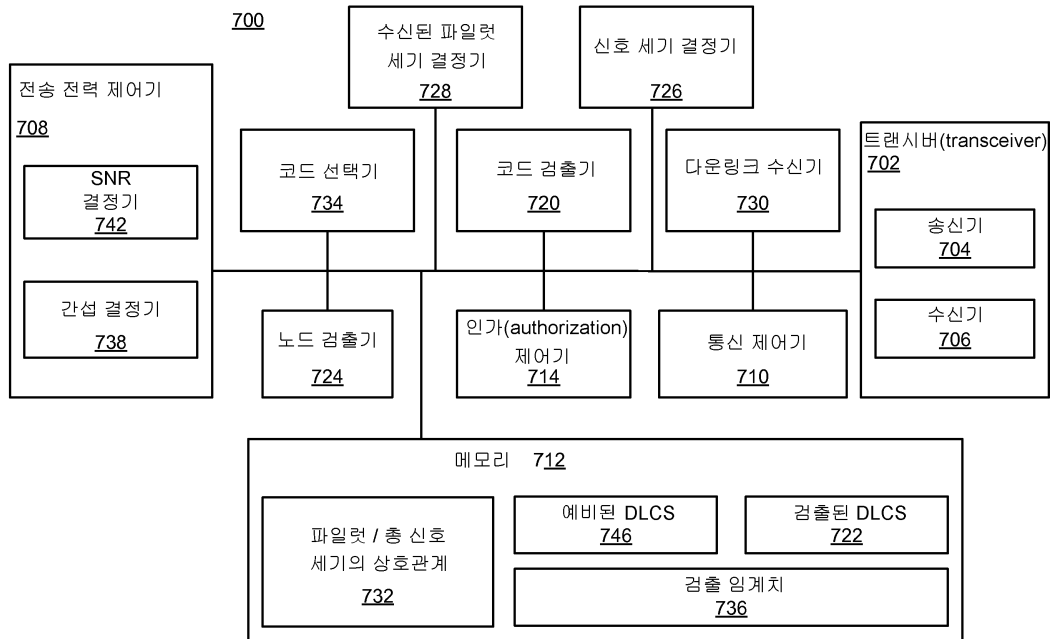 700
수신된 파일럿
세기 결정기
728
신호 세기 결정기
726
전송 전력 제어기
708
SNR
결정기
742
간섭 결정기
738
코드 선택기
734
코드 검출기
720
다운링크 수신기
730
트랜시버(transceiver)
702
송신기
704
수신기
706
노드 검출기
724
인가(authorization)
제어기
714
통신 제어기
710
메모리 712
파일럿 / 총 신호
세기의 상호관계
732
예비된 DLCS
746
검출된 DLCS
722
검출 임계치
736